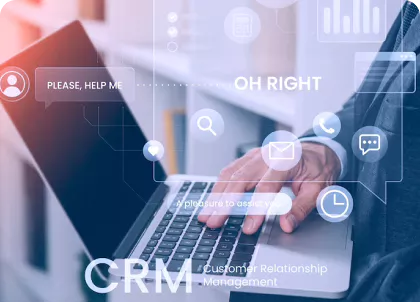 PLEASE, HELP ME
OH RIGHT
A pleasure to assist you
CRM
Customer Relationship
Management